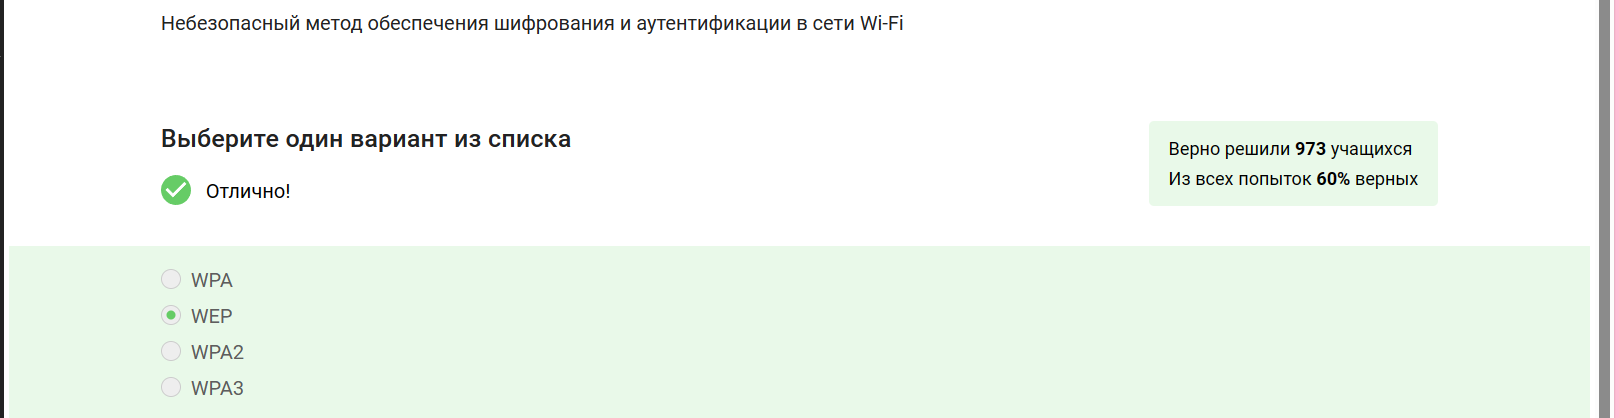 Небезопасный метод обеспечения шифрования и аутентификации в сети Wi-Fi
Выберите один вариант из списка
Отлично!
Верно решили 973 учащихся
Из всех попыток 60% верных
WPA
WEP
WPA2
WPA3